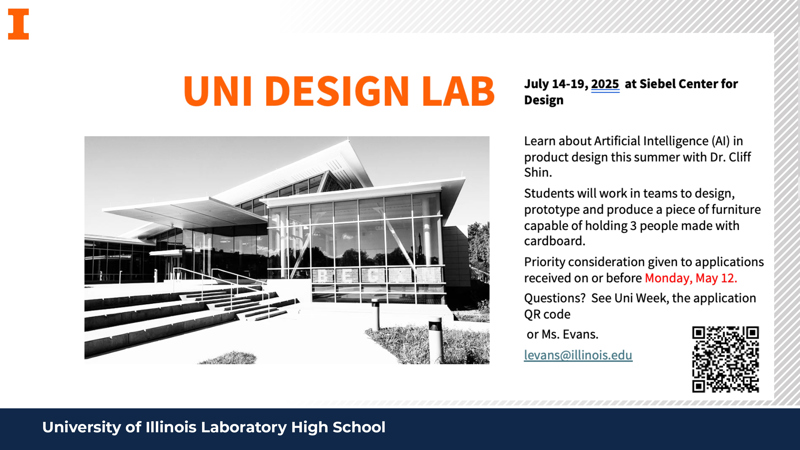 UNI DESIGN LAB
July 14-19, 2025 at Siebel Center for
Design
Learn about Artificial Intelligence (AI) in
product design this summer with Dr. Cliff
Shin.
Students will work in teams to design,
prototype and produce a piece of furniture
capable of holding 3 people made with
cardboard.
Priority consideration given to applications
received on or before Monday, May 12.
Questions? See Uni Week, the application
QR code
or Ms. Evans.
levans@illinois.edu
University of Illinois Laboratory High School